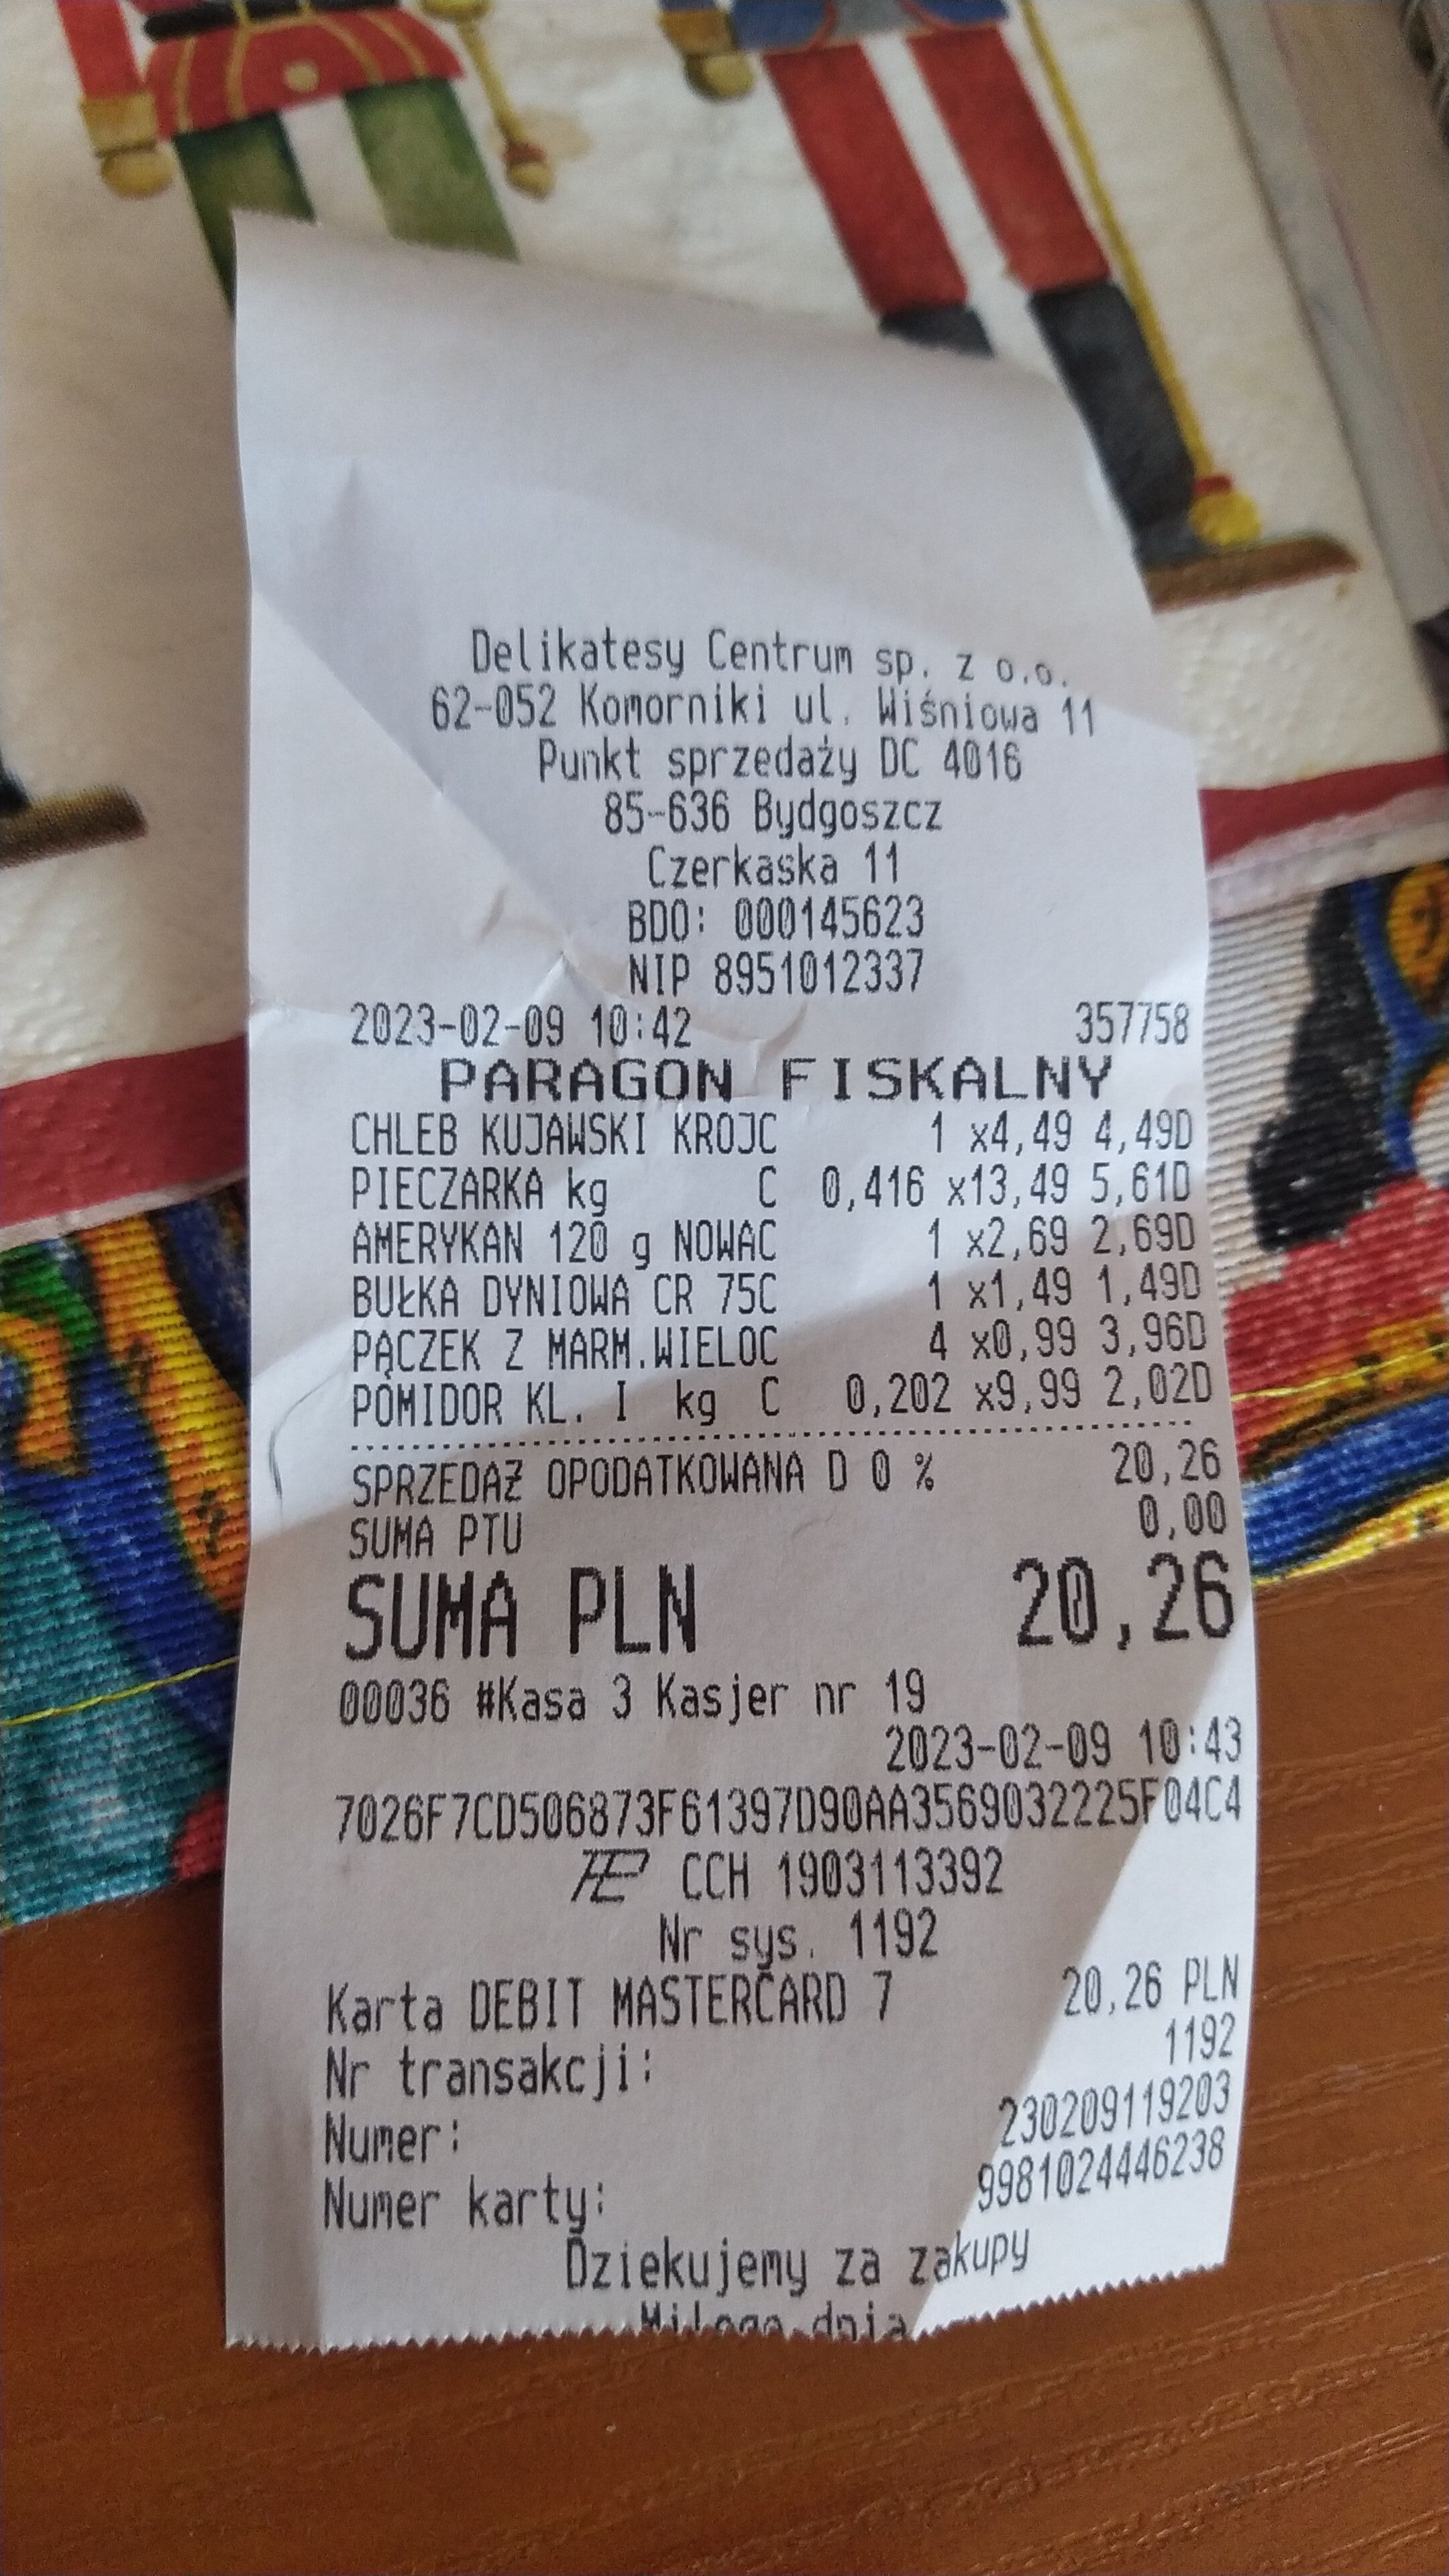 Delikatesy Centrum sp. z o.o.
62-052 Komorniki ul. Wiśniowa 11
Punkt sprzedaży DC 4016
85-636 Bydgoszcz
Czerkaska 11
BDO: 000145623
NIP 8951012337
2023-02-09 10:42 357758
PARAGON FISKALNY
CHLEB KUJAWSKI KROJC 1 x4,49 4,49D
PIECZARKA kg C 0,416 x13,49 5,61D
AMERYKAN 120 g NOWAC 1 x2,69 2,69D
BUŁKA DYNIOWA CR 75C 1 x1,49 1,49D
PĄCZEK Z MARM.WIELOC 4 x0,99 3,96D
POMIDOR KL. I kg C 0,202 x9,99 2,02D
SPRZEDAŻ OPODATKOWANA D 0 % 20,26
SUMA PTU 0,00
SUMA PLN 20,26
00036 #Kasa 3 Kasjer nr 19
2023-02-09 10:43
7026F7CD506873F61397D90AA3569032225F04C4
CCH 1903113392
Nr sys. 1192
Karta DEBIT MASTERCARD 7 20,26 PLN
Nr transakcji: 1192
Numer: 230209119203
Numer karty: 9981024446238
Dziekujemy za zakupy
Miłego dnia